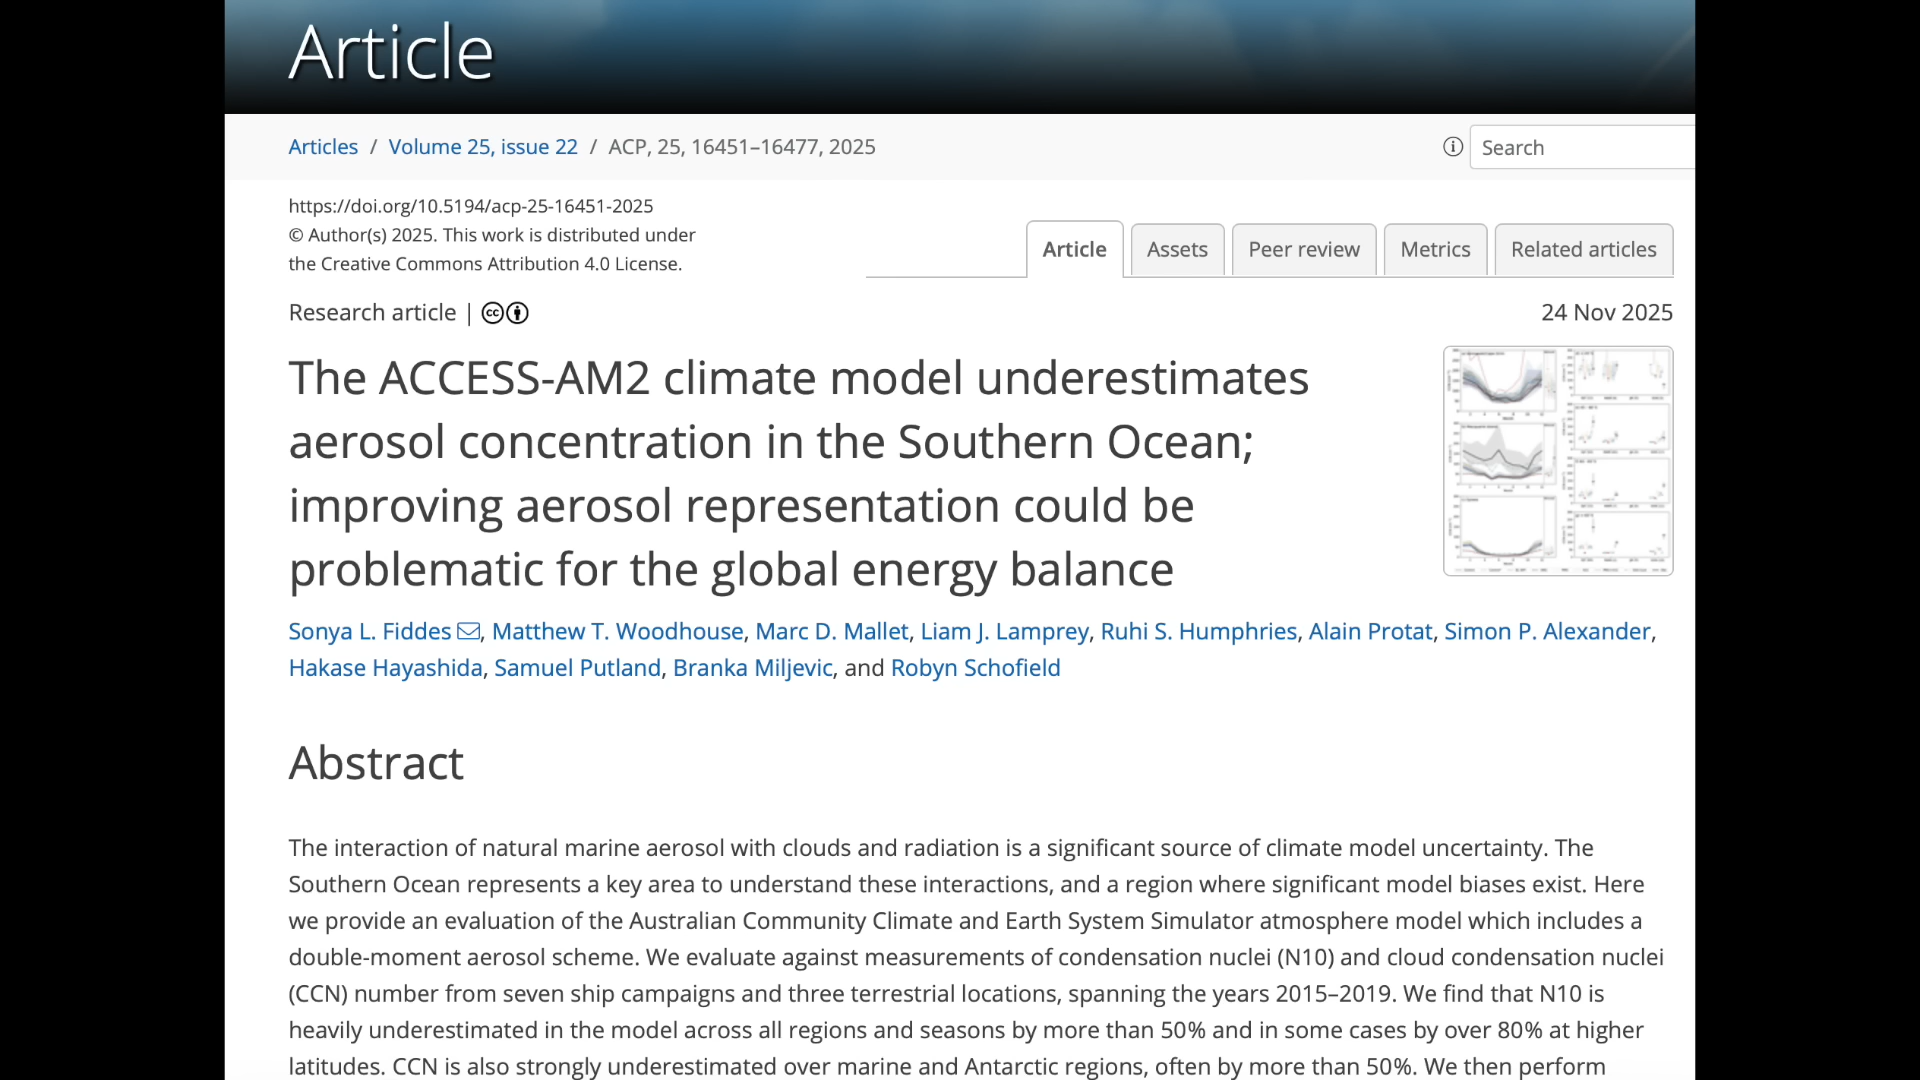 Article
Articles / Volume 25, issue 22 / ACP, 25, 16451–16477, 2025
Search
https://doi.org/10.5194/acp-25-16451-2025
© Author(s) 2025. This work is distributed under
the Creative Commons Attribution 4.0 License.
Article Assets Peer review Metrics Related articles
Research article | cc
24 Nov 2025
The ACCESS-AM2 climate model underestimates
aerosol concentration in the Southern Ocean;
improving aerosol representation could be
problematic for the global energy balance
Sonya L. Fiddes, Matthew T. Woodhouse, Marc D. Mallet, Liam J. Lamprey, Ruhi S. Humphries, Alain Protat, Simon P. Alexander,
Hakase Hayashida, Samuel Putland, Branka Miljevic, and Robyn Schofield
Abstract
The interaction of natural marine aerosol with clouds and radiation is a significant source of climate model uncertainty. The
Southern Ocean represents a key area to understand these interactions, and a region where significant model biases exist. Here
we provide an evaluation of the Australian Community Climate and Earth System Simulator atmosphere model which includes a
double-moment aerosol scheme. We evaluate against measurements of condensation nuclei (N10) and cloud condensation nuclei
(CCN) number from seven ship campaigns and three terrestrial locations, spanning the years 2015–2019. We find that N10 is
heavily underestimated in the model across all regions and seasons by more than 50% and in some cases by over 80% at higher
latitudes. CCN is also strongly underestimated over marine and Antarctic regions, often by more than 50%. We then perform